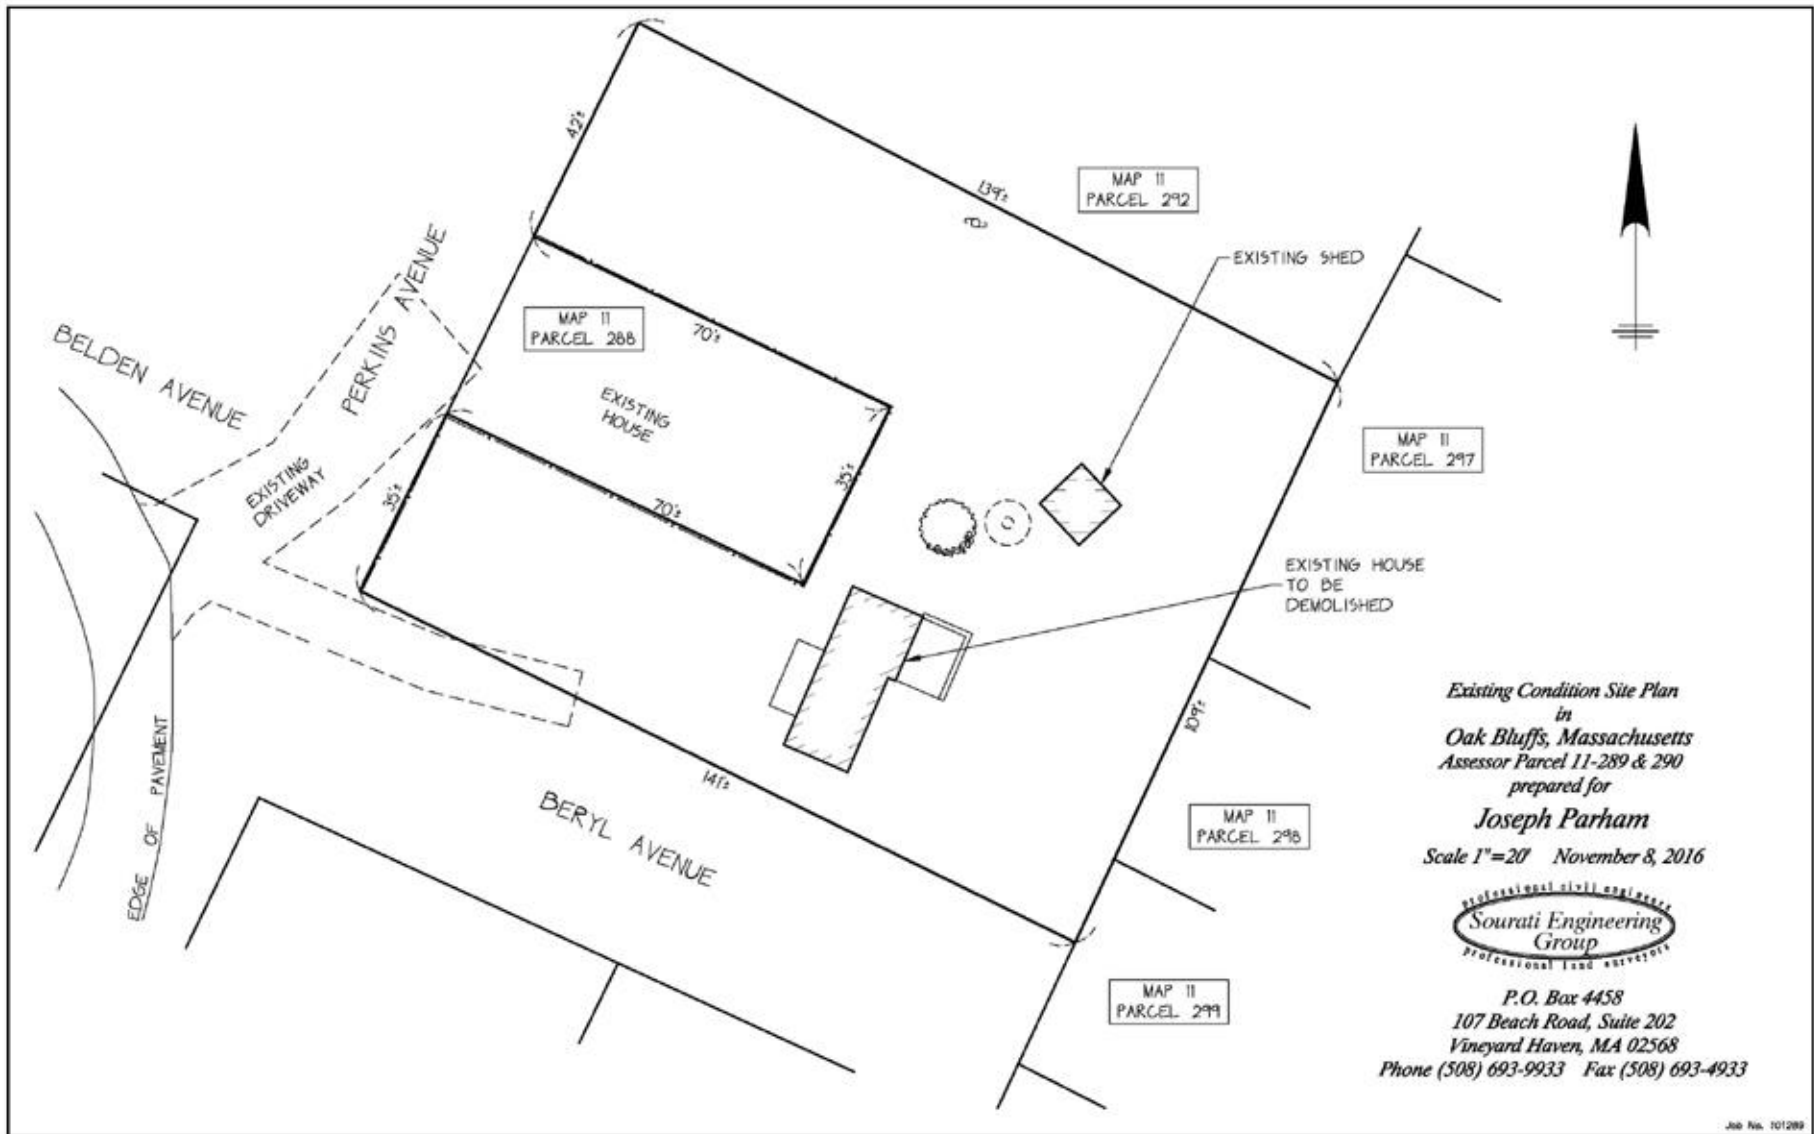 42'±
139'±
MAP 11
PARCEL 292
EXISTING SHED
PERKINS AVENUE
MAP 11
PARCEL 288
70'±
BELDEN AVENUE
EXISTING
HOUSE
MAP 11
PARCEL 297
EXISTING
DRIVEWAY
35'±
70'±
35'±
EXISTING HOUSE
TO BE
DEMOLISHED
109'±
141'±
EDGE OF PAVEMENT
BERYL AVENUE
MAP 11
PARCEL 298
MAP 11
PARCEL 299
Existing Condition Site Plan
in
Oak Bluffs, Massachusetts
Assessor Parcel 11-289 & 290
prepared for
Joseph Parham
Scale 1"=20' November 8, 2016
professional civil engineers
Sourati Engineering
Group
professional land surveyors
P.O. Box 4458
107 Beach Road, Suite 202
Vineyard Haven, MA 02568
Phone (508) 693-9933 Fax (508) 693-4933
Job No. 101289